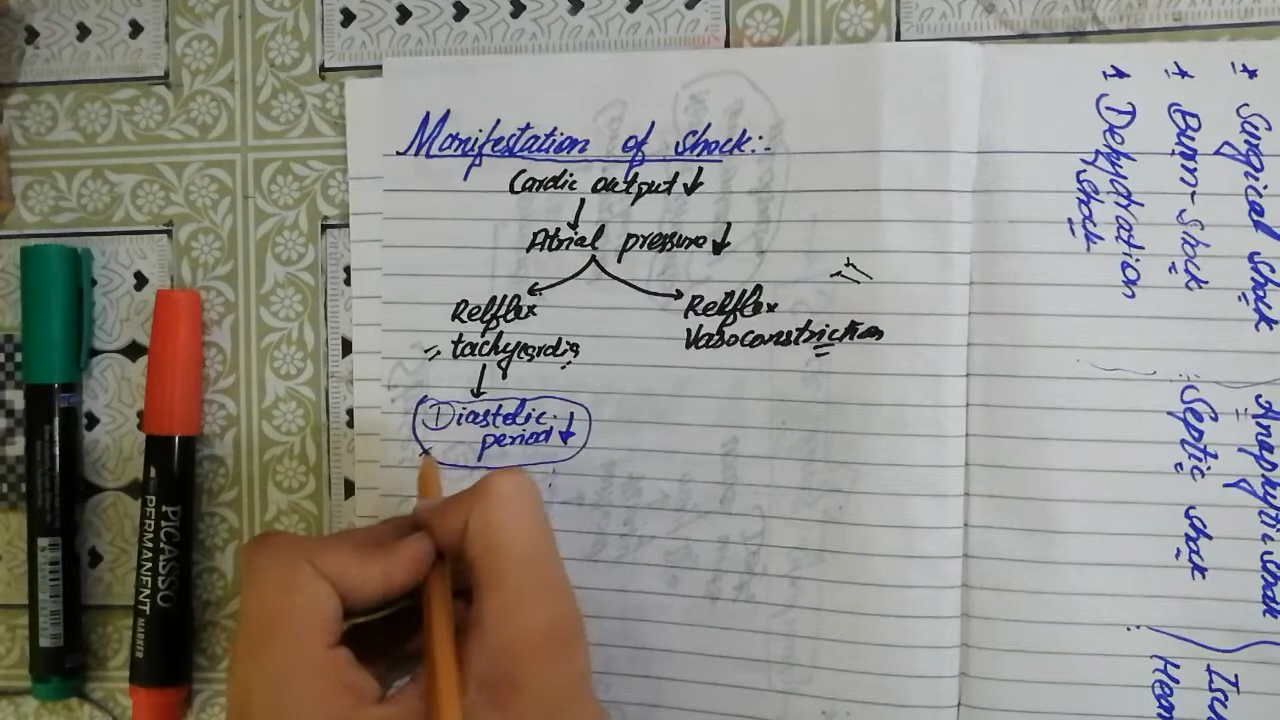 Manifestation of shock:-
Cardic output ↓
Atrial pressure ↓
Relflex
tachycardia
Relflex
Vasoconstriction
Diastolic
period ↓
* Surgical Shock
* Burn-Shock
* Dehydration
shock
Septic shock
PICASSO
PERMANENT
MARKER